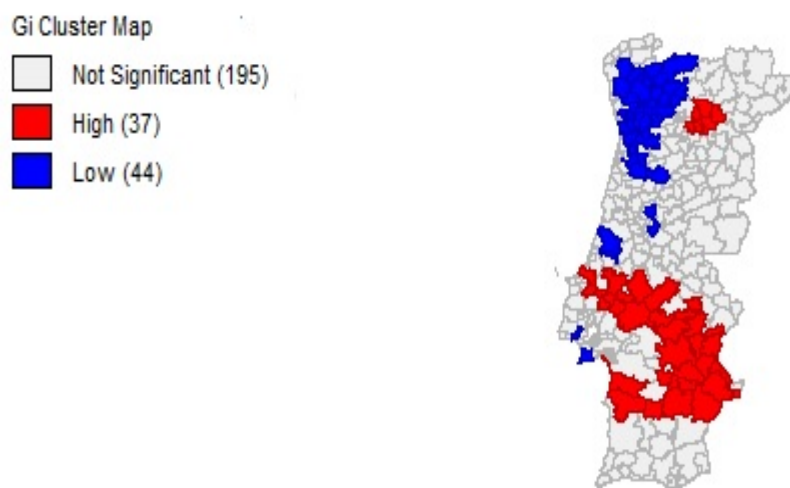 Gi Cluster Map
Not Significant (195)
High (37)
Low (44)